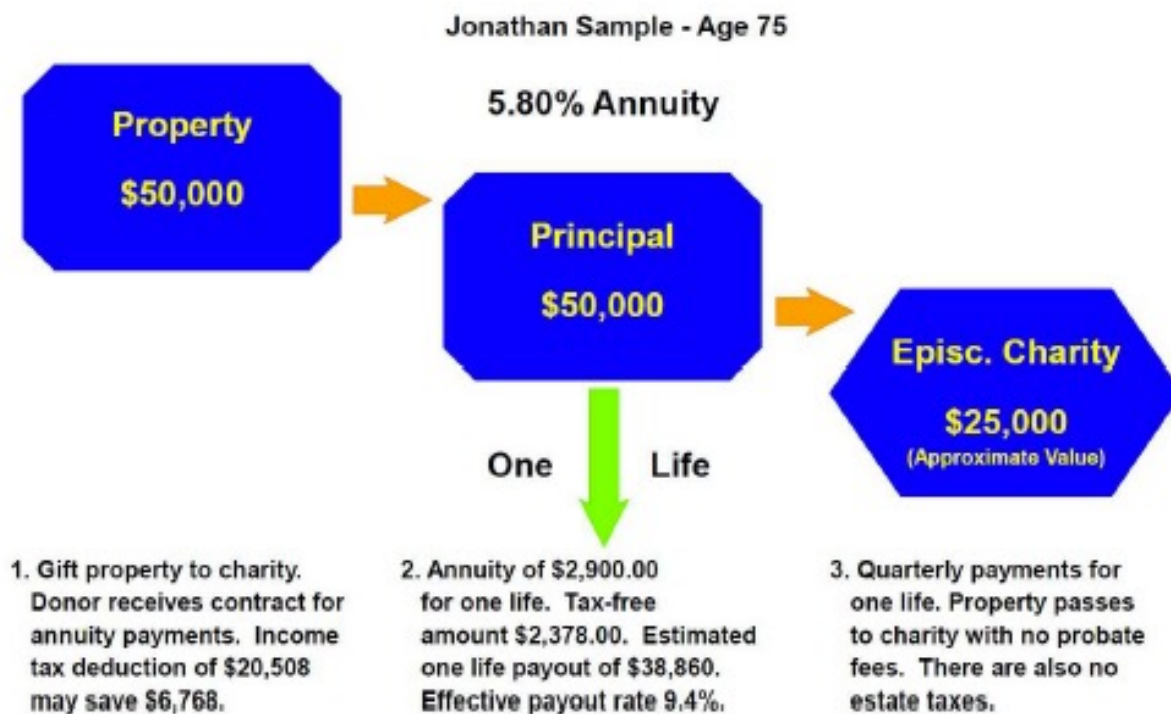 Jonathan Sample - Age 75
5.80% Annuity
Property
$50,000
Principal
$50,000
Episc. Charity
$25,000
(Approximate Value)
One Life
1. Gift property to charity.
Donor receives contract for
annuity payments. Income
tax deduction of $20,508
may save $6,768.
2. Annuity of $2,900.00
for one life. Tax-free
amount $2,378.00. Estimated
one life payout of $38,860.
Effective payout rate 9.4%.
3. Quarterly payments for
one life. Property passes
to charity with no probate
fees. There are also no
estate taxes.